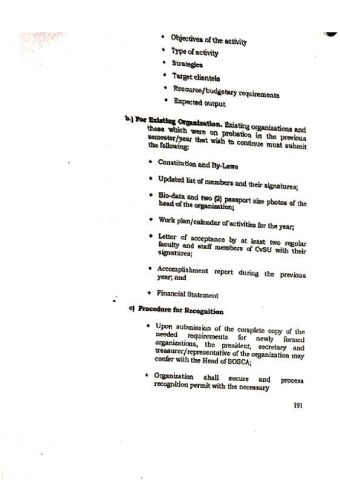 • Objectives of the activity
• Type of activity
• Strategies
• Target clientele
• Resource/budgetary requirements
• Expected output
b.) For Existing Organization. Existing organizations and
those which were on probation in the previous
semester/year that wish to continue must submit
the following:
• Constitution and By-Laws
• Updated list of members and their signatures;
• Bio-data and two (2) passport size photos of the
head of the organization;
• Work plan/calendar of activities for the year;
• Letter of acceptance by at least two regular
faculty and staff members of CvSU with their
signatures;
• Accomplishment report during the previous
year; and
• Financial Statement
c) Procedure for Recognition
• Upon submission of the complete copy of the
needed requirements for newly formed
organizations, the president, secretary and
treasurer/representative of the organization may
confer with the Head of SOSCA;
• Organization shall secure and process
recognition permit with the necessary
191